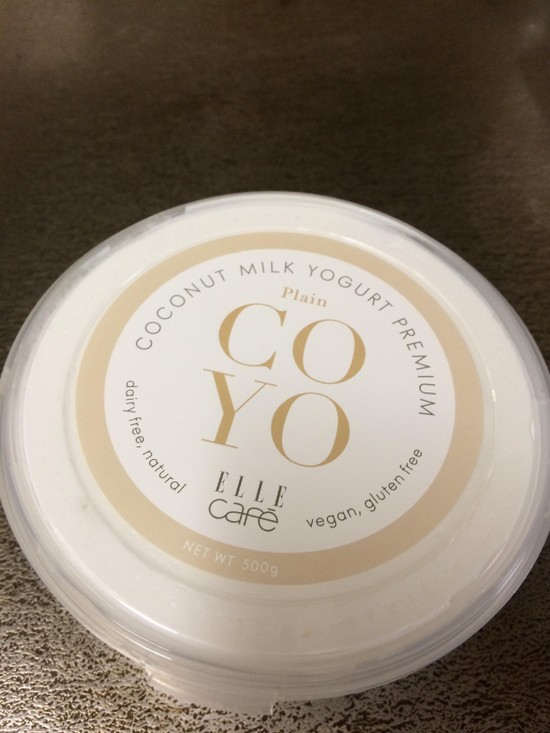 COCONUT MILK YOGURT PREMIUM
Plain
CO
YO
ELLE
café
dairy free, natural
vegan, gluten free
NET WT 500g